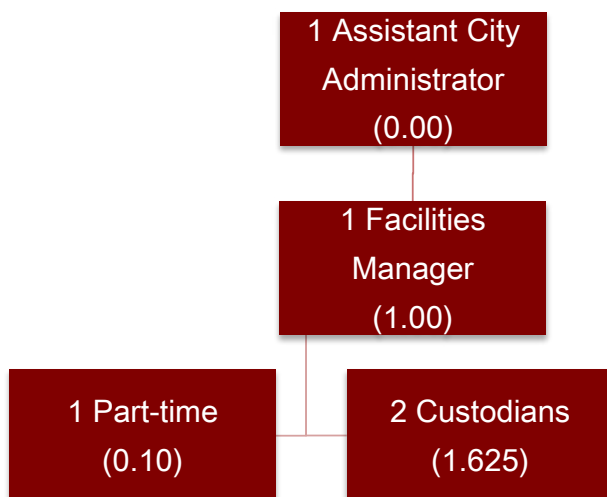 1 Assistant City
Administrator
(0.00)
1 Facilities
Manager
(1.00)
1 Part-time
(0.10)
2 Custodians
(1.625)